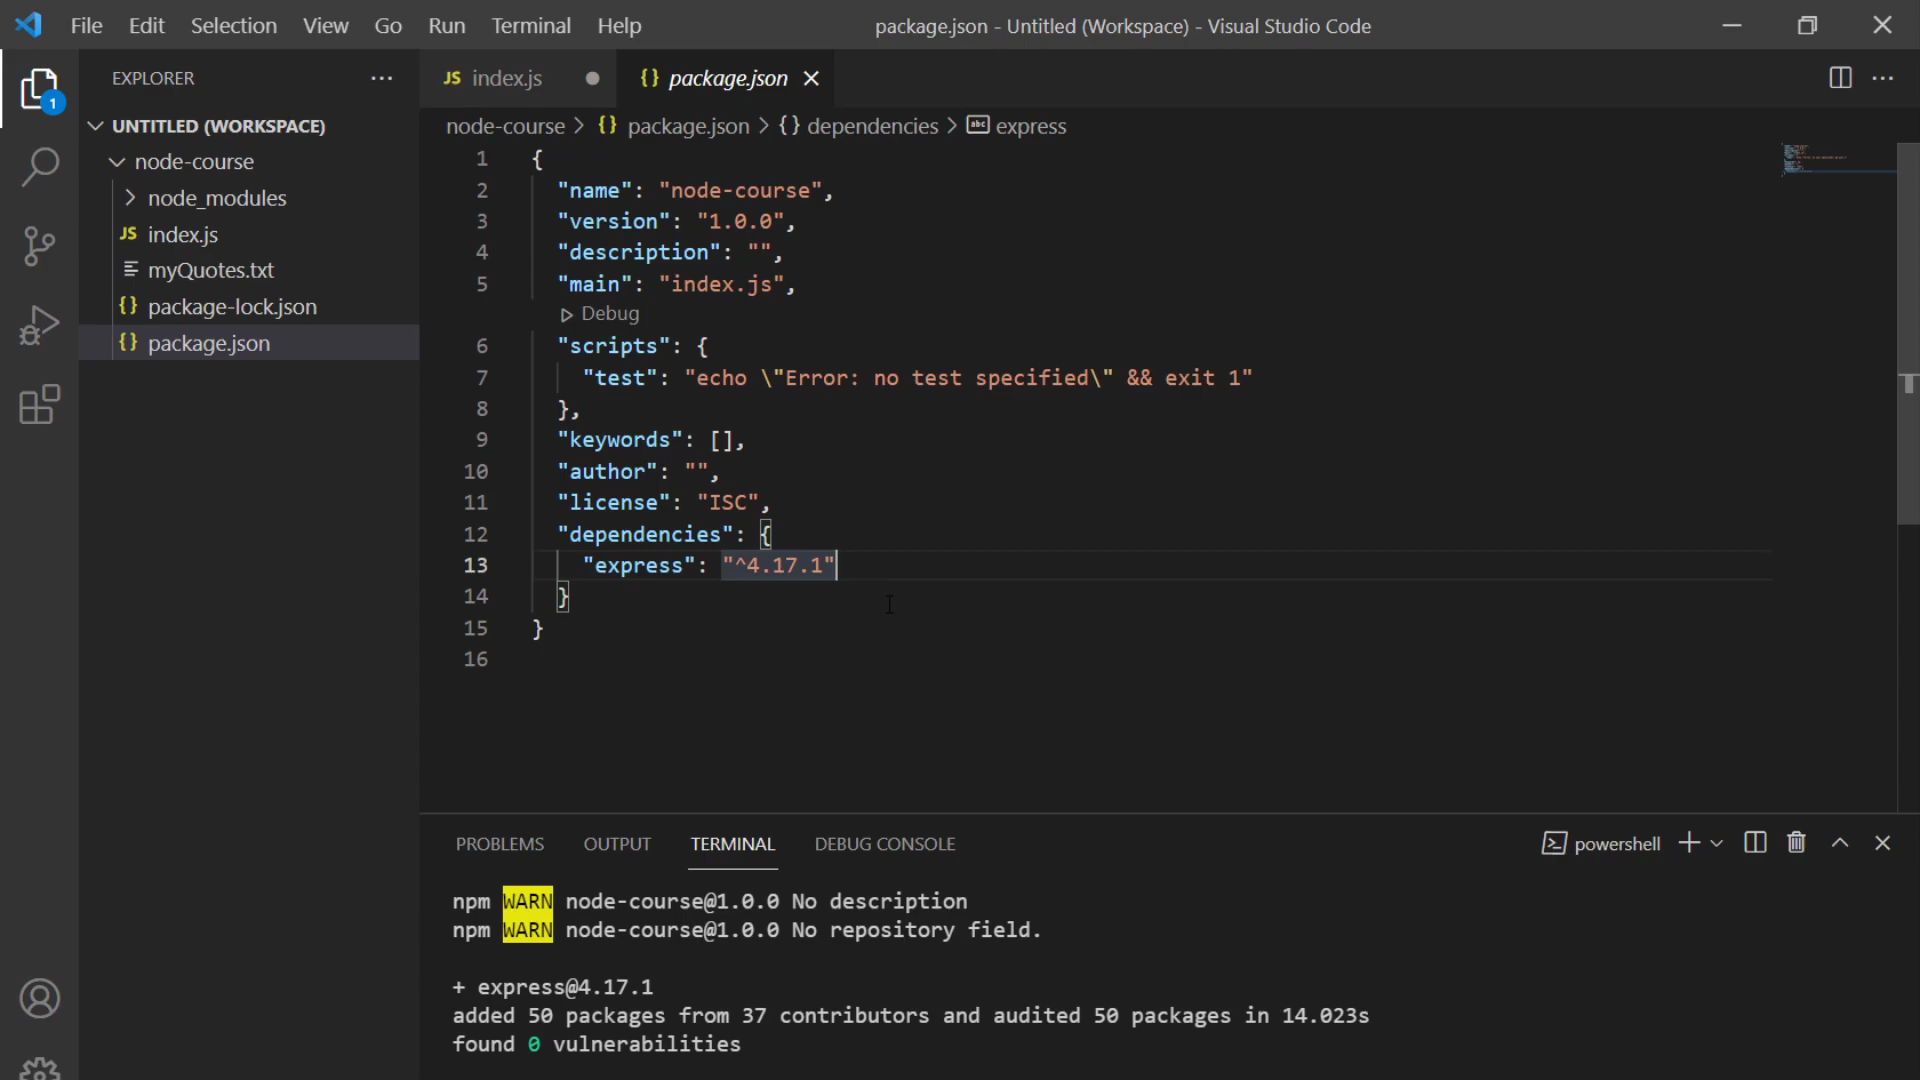 File Edit Selection View Go Run Terminal Help package.json - Untitled (Workspace) - Visual Studio Code
EXPLORER
1
UNTITLED (WORKSPACE)
node-course
node_modules
JS index.js
myQuotes.txt
{} package-lock.json
{} package.json
JS index.js
{} package.json
node-course > {} package.json > {} dependencies > abc express
1 {
2 "name": "node-course",
3 "version": "1.0.0",
4 "description": "",
5 "main": "index.js",
Debug
6 "scripts": {
7 "test": "echo \"Error: no test specified\" && exit 1"
8 },
9 "keywords": [],
10 "author": "",
11 "license": "ISC",
12 "dependencies": {
13 "express": "^4.17.1"
14 }
15 }
16
PROBLEMS OUTPUT TERMINAL DEBUG CONSOLE powershell
npm WARN node-course@1.0.0 No description
npm WARN node-course@1.0.0 No repository field.
+ express@4.17.1
added 50 packages from 37 contributors and audited 50 packages in 14.023s
found 0 vulnerabilities